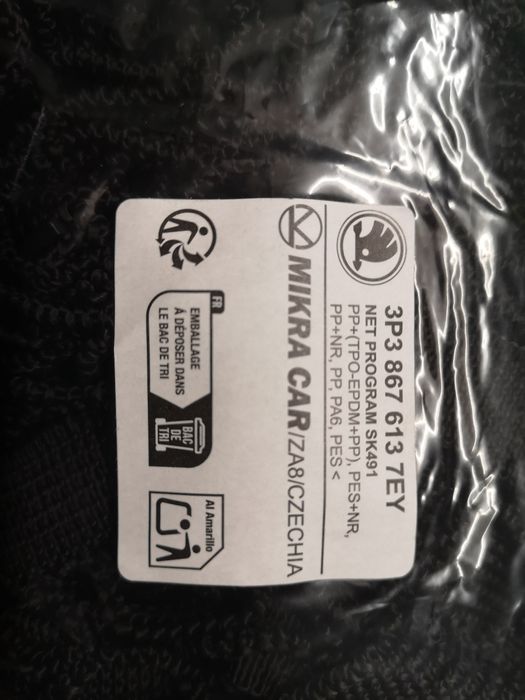 3P3 867 613 7EY
NET PROGRAM SK491
PP+(TPO-EPDM+PP), PES+NR,
PP+NR, PP, PA6, PES <
MIKRA CAR/ZA8/CZECHIA
FR
EMBALLAGE
À DÉPOSER DANS
LE BAC DE TRI
BAC
DE
TRI
Al Amarillo